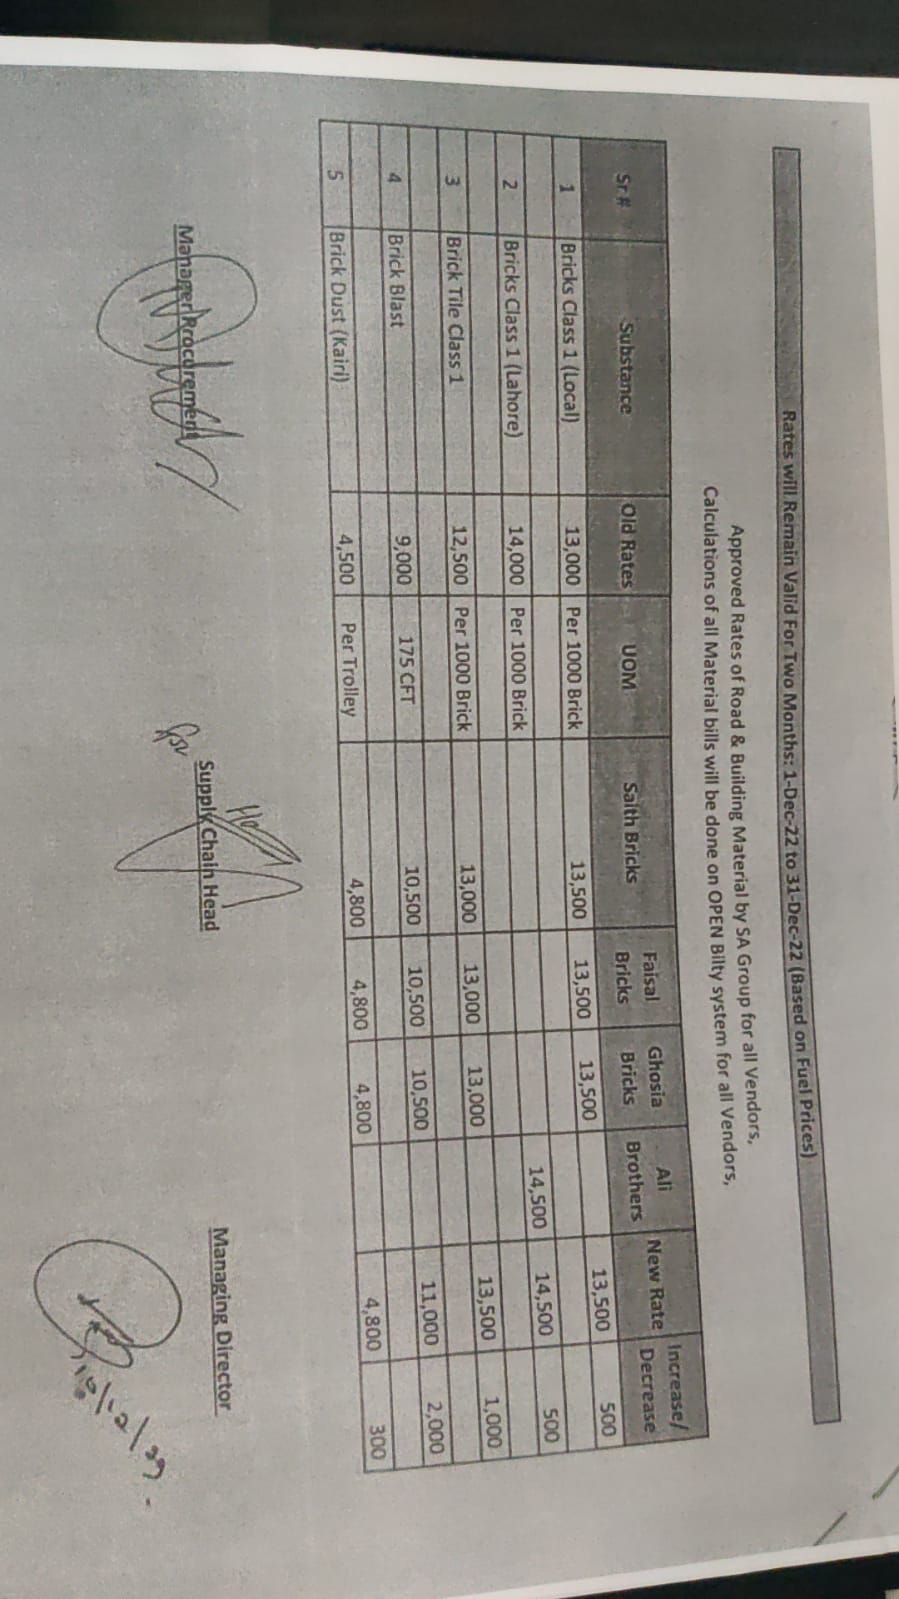 Rates will Remain Valid For Two Months: 1-Dec-22 to 31-Dec-22 (Based on Fuel Prices)
Approved Rates of Road & Building Material by SA Group for all Vendors,
Calculations of all Material bills will be done on OPEN Bilty system for all Vendors,
Sr # Substance Old Rates UOM Saith Bricks Faisal Bricks Ghosia Bricks Ali Brothers New Rate Increase/ Decrease
1 Bricks Class 1 (Local) 13,000 Per 1000 Brick 13,500 13,500 13,500 13,500 500
2 Bricks Class 1 (Lahore) 14,000 Per 1000 Brick 14,500 14,500 500
3 Brick Tile Class 1 12,500 Per 1000 Brick 13,000 13,000 13,000 13,500 1,000
4 Brick Blast 9,000 175 CFT 10,500 10,500 10,500 11,000 2,000
5 Brick Dust (Kairi) 4,500 Per Trolley 4,800 4,800 4,800 4,800 300
Manager Procurement
for Supply Chain Head
Managing Director